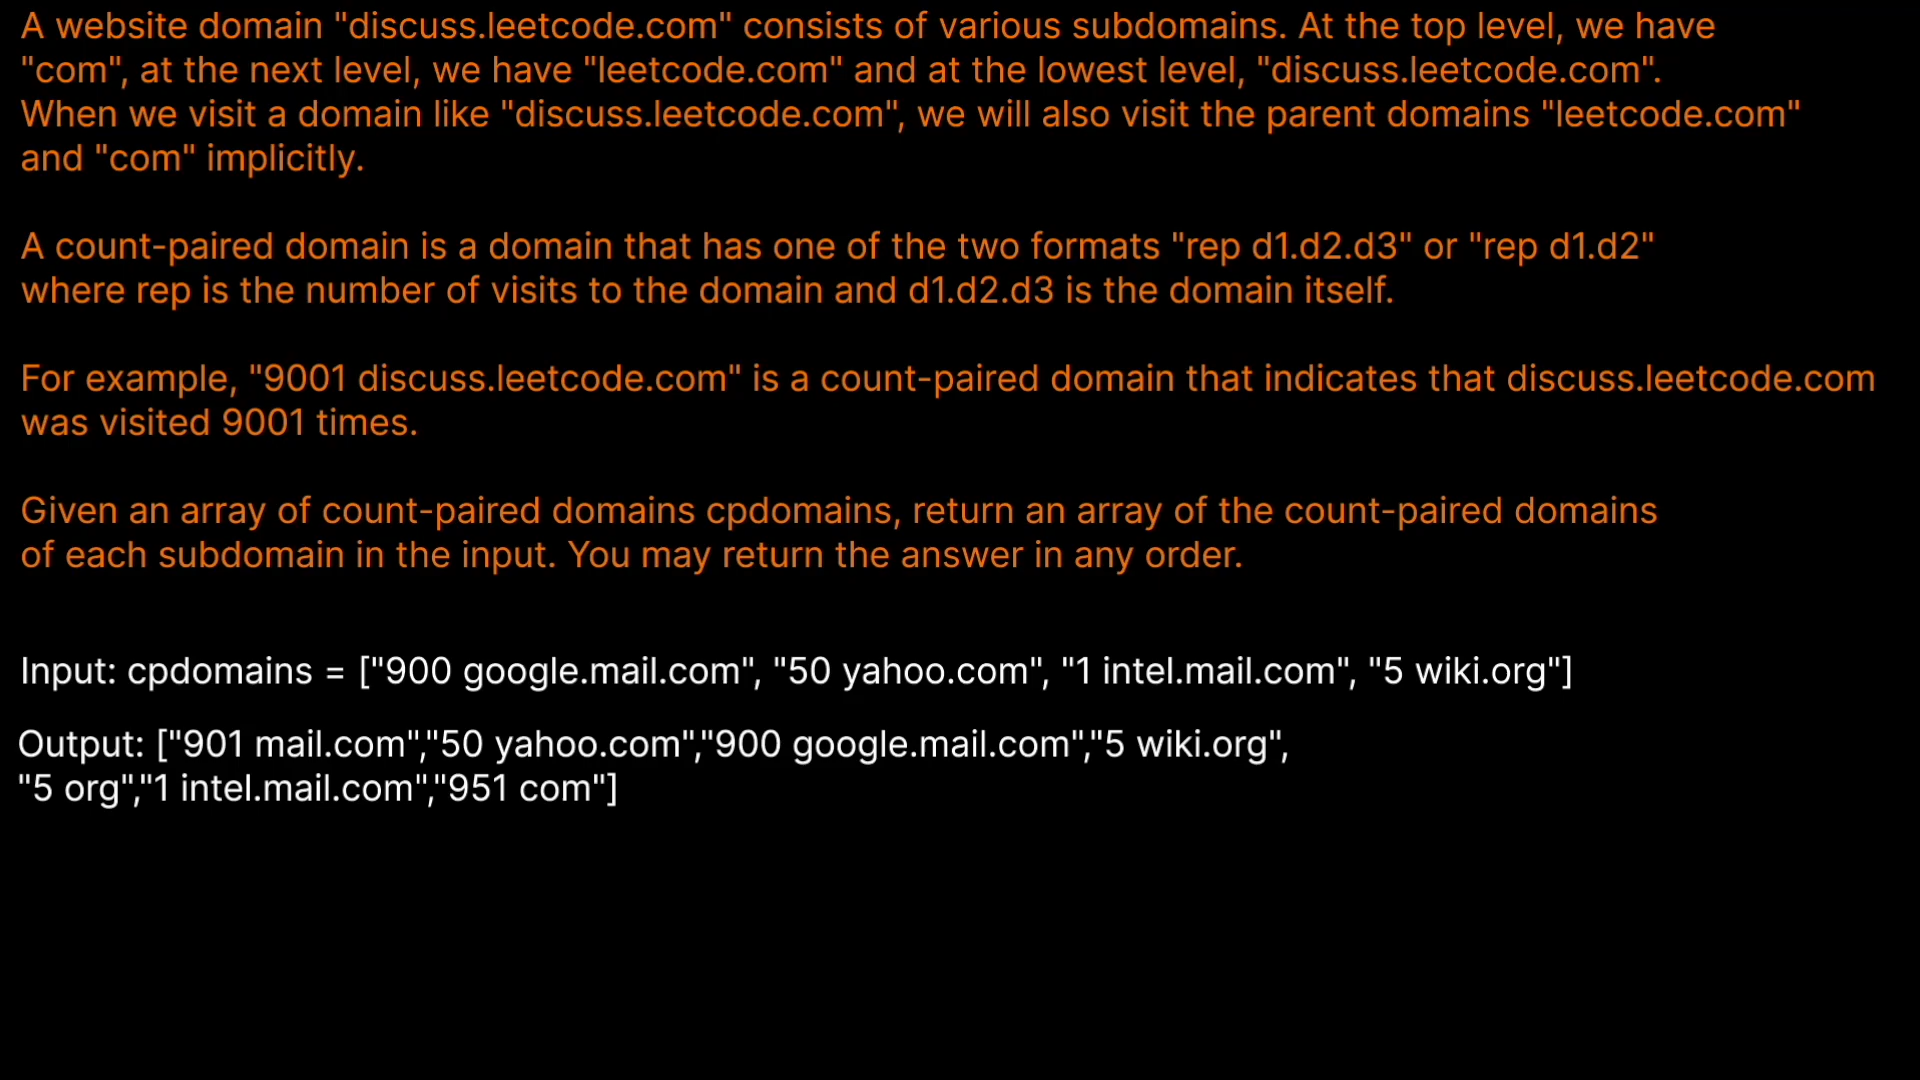 A website domain "discuss.leetcode.com" consists of various subdomains. At the top level, we have
"com", at the next level, we have "leetcode.com" and at the lowest level, "discuss.leetcode.com".
When we visit a domain like "discuss.leetcode.com", we will also visit the parent domains "leetcode.com"
and "com" implicitly.
A count-paired domain is a domain that has one of the two formats "rep d1.d2.d3" or "rep d1.d2"
where rep is the number of visits to the domain and d1.d2.d3 is the domain itself.
For example, "9001 discuss.leetcode.com" is a count-paired domain that indicates that discuss.leetcode.com
was visited 9001 times.
Given an array of count-paired domains cpdomains, return an array of the count-paired domains
of each subdomain in the input. You may return the answer in any order.
Input: cpdomains = ["900 google.mail.com", "50 yahoo.com", "1 intel.mail.com", "5 wiki.org"]
Output: ["901 mail.com","50 yahoo.com","900 google.mail.com","5 wiki.org",
"5 org","1 intel.mail.com","951 com"]